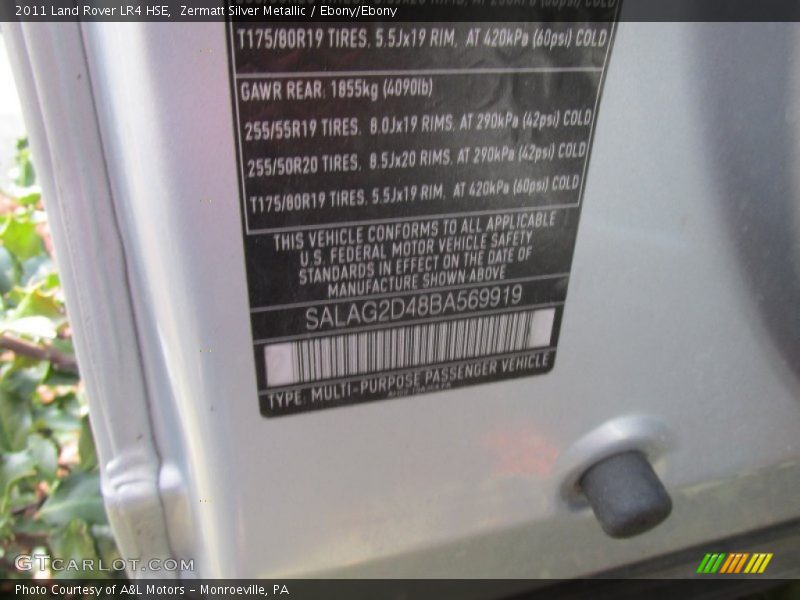 2011 Land Rover LR4 HSE, Zermatt Silver Metallic / Ebony/Ebony
T175/80R19 TIRES, 5.5Jx19 RIM, AT 420kPa (60psi) COLD
GAWR REAR. 1855kg (4090lb)
255/55R19 TIRES, 8.0Jx19 RIMS, AT 290kPa (42psi) COLD
255/50R20 TIRES, 8.5Jx20 RIMS, AT 290kPa (42psi) COLD
T175/80R19 TIRES, 5.5Jx19 RIM, AT 420kPa (60psi) COLD
THIS VEHICLE CONFORMS TO ALL APPLICABLE
U.S. FEDERAL MOTOR VEHICLE SAFETY
STANDARDS IN EFFECT ON THE DATE OF
MANUFACTURE SHOWN ABOVE
SALAG2D48BA569919
TYPE: MULTI-PURPOSE PASSENGER VEHICLE
GTCARLOT.COM
Photo Courtesy of A&L Motors - Monroeville, PA